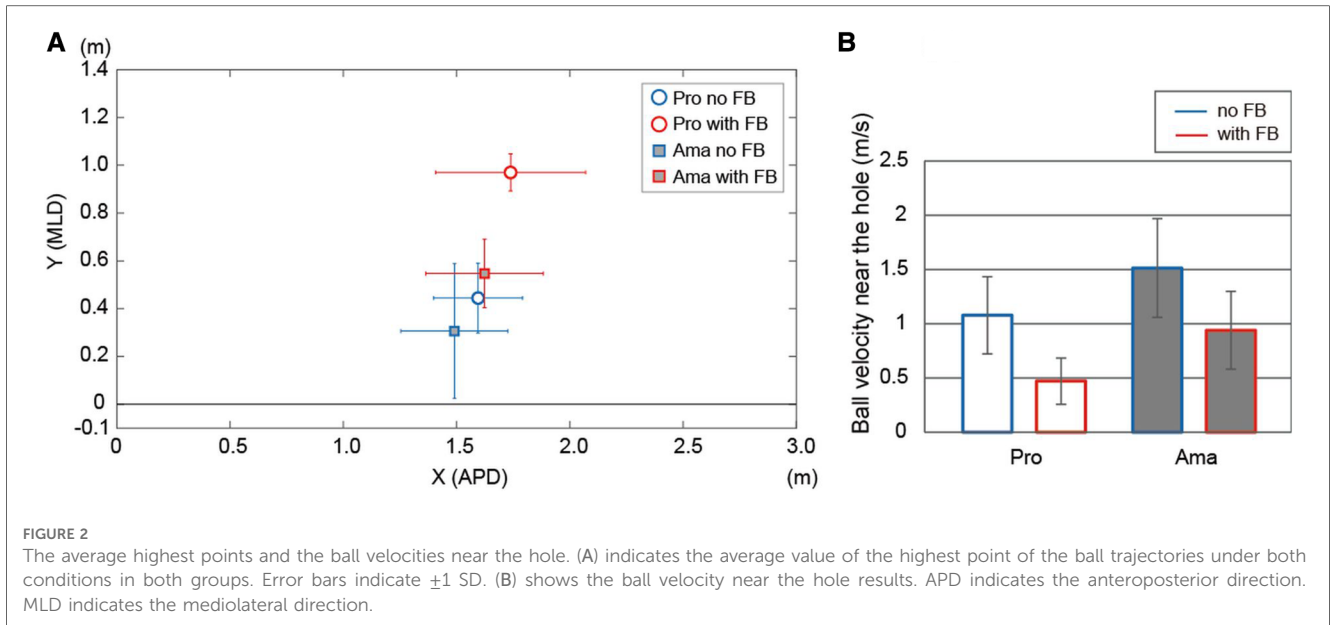 A
(m)
1.4
1.2
1.0
0.8
0.6
0.4
0.2
0
-0.1
Y (MLD)
0 0.5 1.0 1.5 2.0 2.5 3.0
X (APD) (m)
Pro no FB
Pro with FB
Ama no FB
Ama with FB
B
no FB
with FB
Ball velocity near the hole (m/s)
2.5
2
1.5
1
0.5
0
Pro Ama
FIGURE 2
The average highest points and the ball velocities near the hole. (A) indicates the average value of the highest point of the ball trajectories under both
conditions in both groups. Error bars indicate ±1 SD. (B) shows the ball velocity near the hole results. APD indicates the anteroposterior direction.
MLD indicates the mediolateral direction.